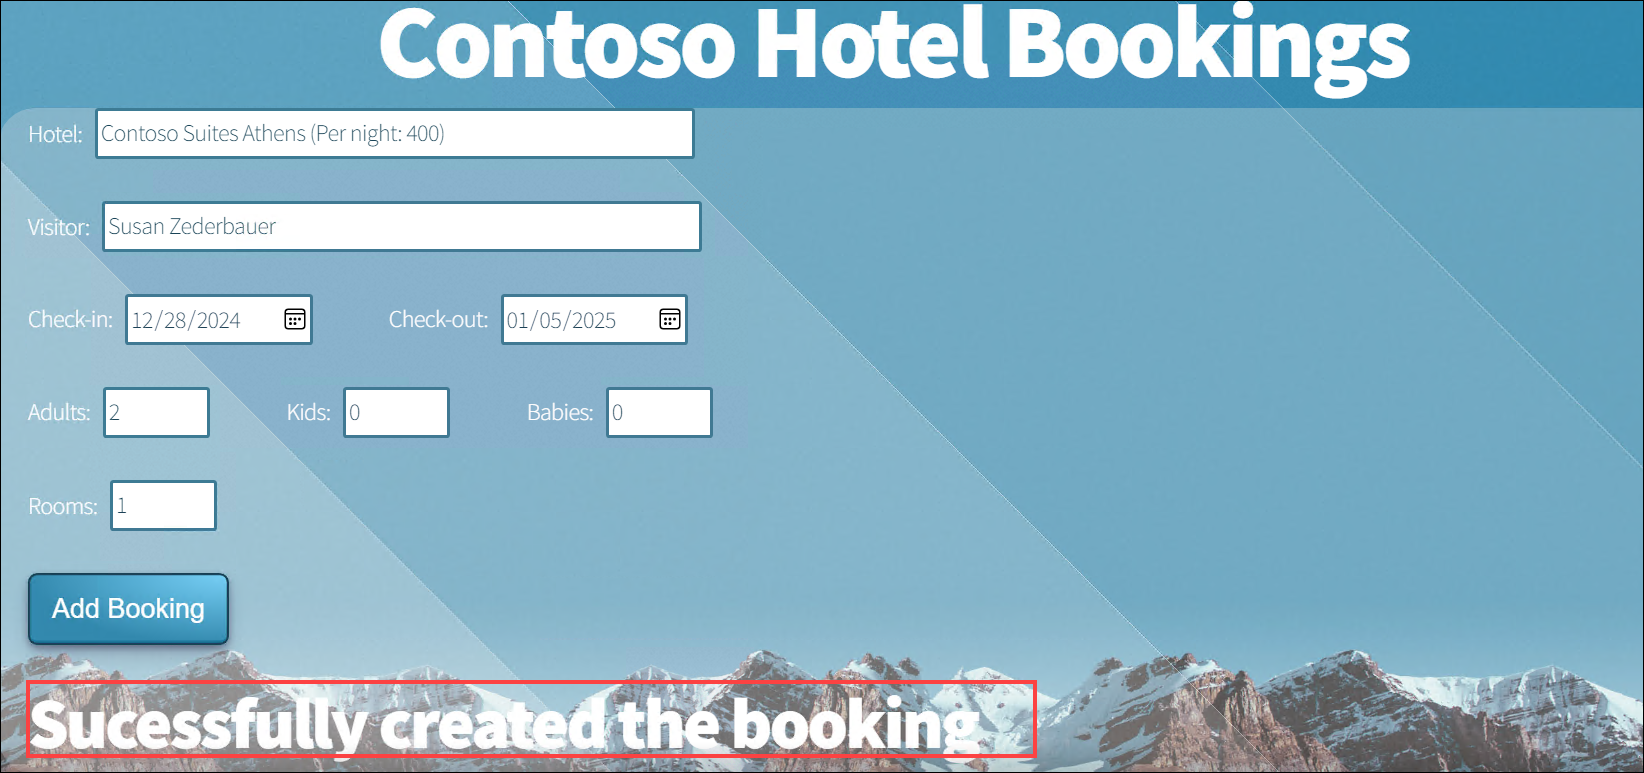 Contoso Hotel Bookings
Hotel: Contoso Suites Athens (Per night: 400)
Visitor: Susan Zederbauer
Check-in: 12/28/2024 Check-out: 01/05/2025
Adults: 2 Kids: 0 Babies: 0
Rooms: 1
Add Booking
Sucessfully created the booking